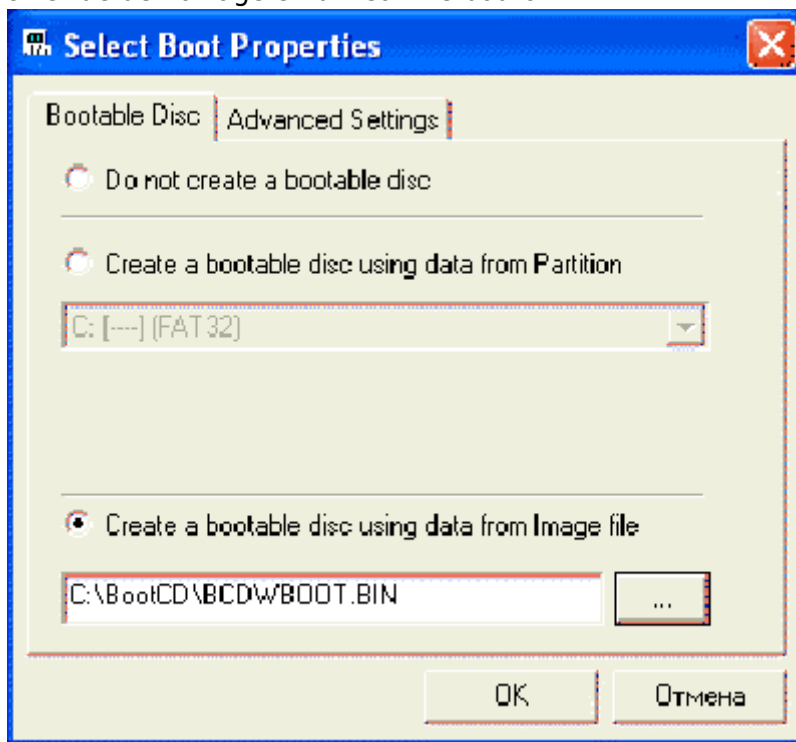 Select Boot Properties
Bootable Disc Advanced Settings
Do not create a bootable disc
Create a bootable disc using data from Partition
C: [----] (FAT32)
Create a bootable disc using data from Image file
C:\BootCD\BCDWBOOT.BIN ...
OK Отмена